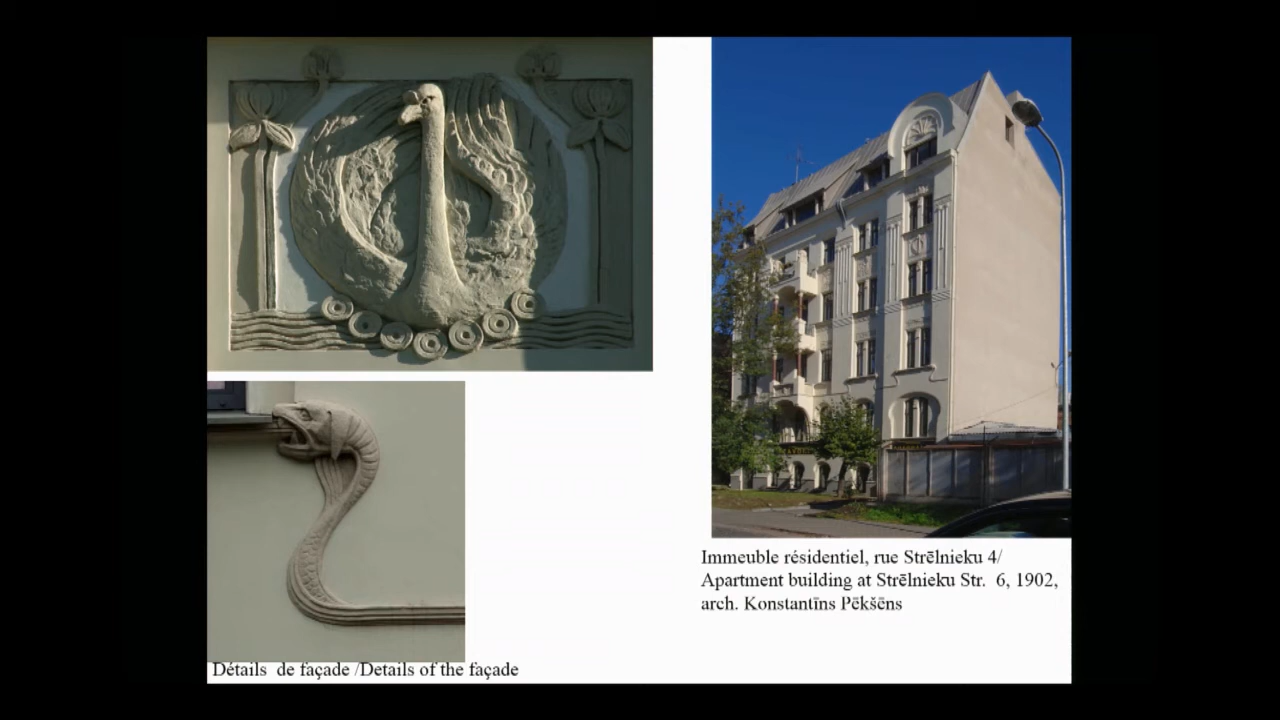 Immeuble résidentiel, rue Strēlnieku 4/
Apartment building at Strēlnieku Str.  6, 1902,
arch. Konstantīns Pēkšēns
Détails  de façade /Details of the façade